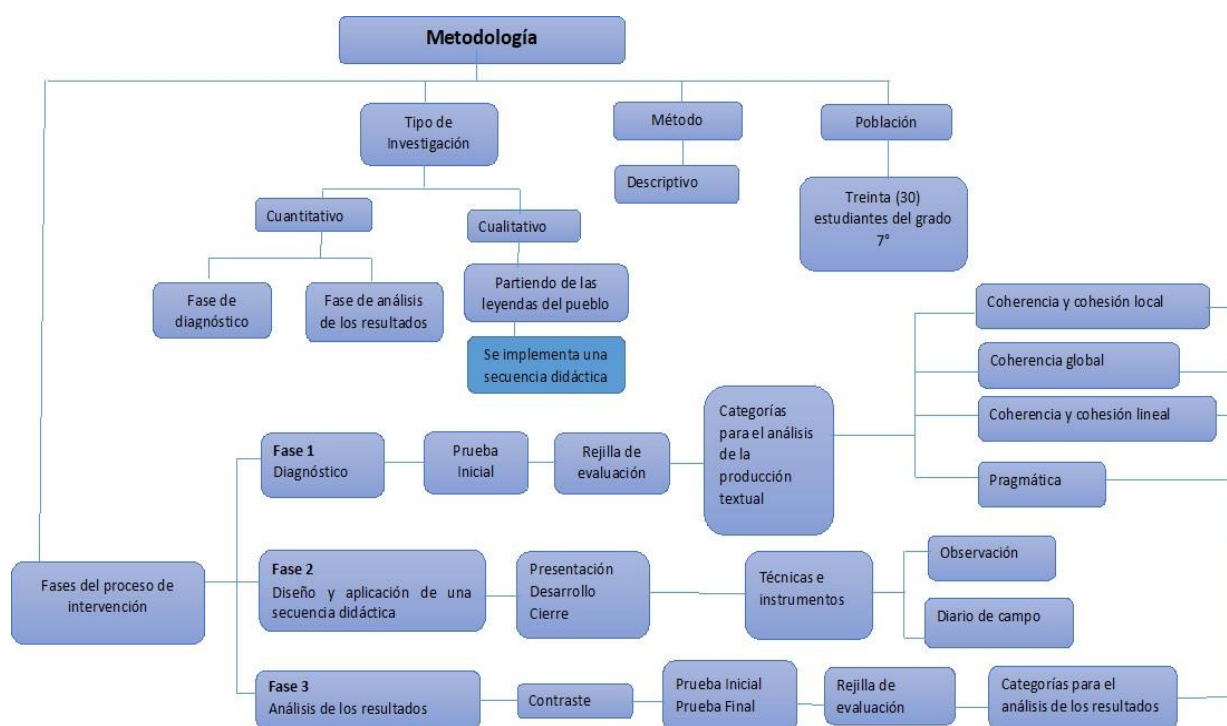 Metodología
Tipo de
Investigación
Método
Población
Descriptivo
Treinta (30)
estudiantes del grado
7°
Cuantitativo
Cualitativo
Fase de
diagnóstico
Fase de análisis
de los resultados
Partiendo de las
leyendas del pueblo
Se implementa una
secuencia didáctica
Fases del proceso de
intervención
Fase 1
Diagnóstico
Prueba
Inicial
Rejilla de
evaluación
Categorías
para el análisis
de la
producción
textual
Coherencia y cohesión local
Coherencia global
Coherencia y cohesión lineal
Pragmática
Fase 2
Diseño y aplicación de una
secuencia didáctica
Presentación
Desarrollo
Cierre
Técnicas e
instrumentos
Observación
Diario de campo
Fase 3
Análisis de los resultados
Contraste
Prueba Inicial
Prueba Final
Rejilla de
evaluación
Categorías para el
análisis de los resultados